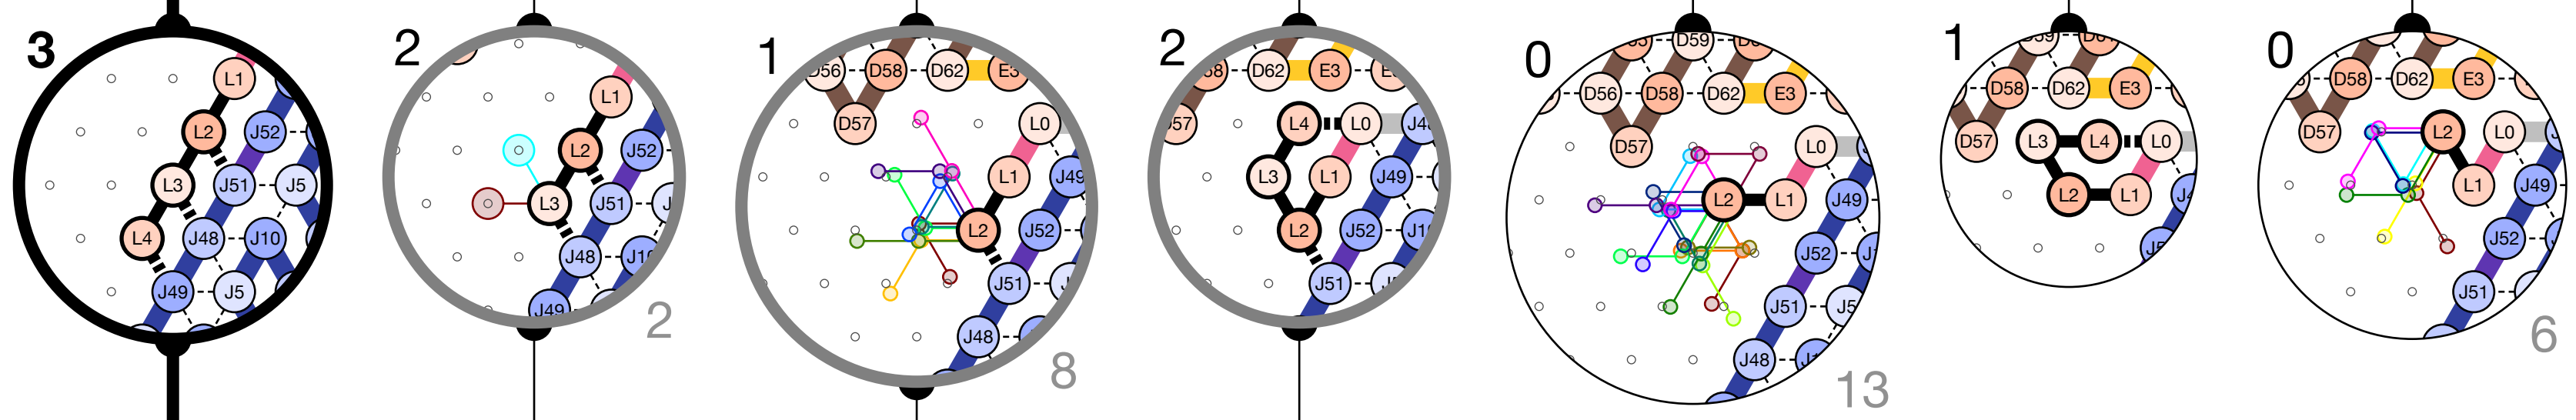 3
L1
L2 J52
L3 J51 J5
L4 J48 J10
J49 J5
2
L1
L2 J52
L3 J51
J48
J49
2
1
D56 D58 D62 E3
D57 L0
L1 J49
L2 J52
J51
J48
8
2
D62 E3
L4 L0
L3 L1 J49
L2 J52
J51
0
D59
D56 D58 D62 E3
D57 L0
L2 L1 J49
J52
J51 J5
J48
13
1
D58 D62 E3
D57 L3 L4 L0
L2 L1
0
D58 D62 E3
D57 L2 L0
L1 J49
J52
J51
6